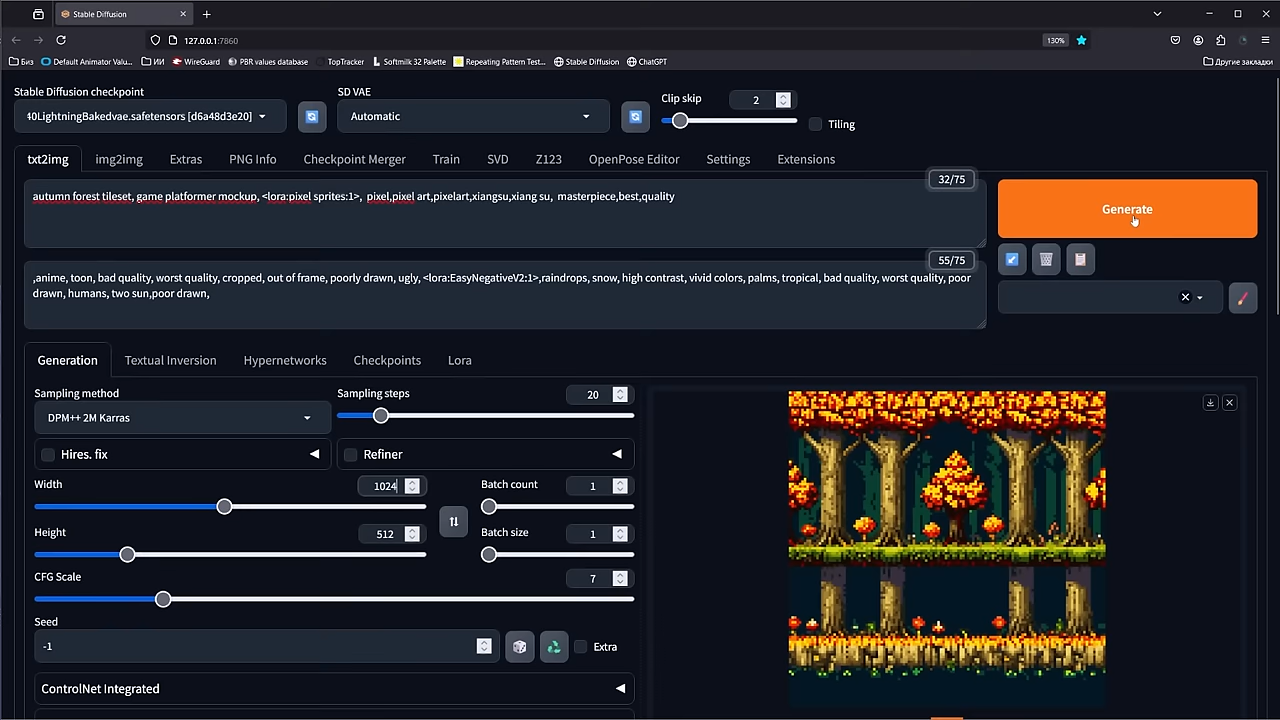 Stable Diffusion
127.0.0.1:7860
130%
Биз
Default Animator Valu...
ИИ
WireGuard
PBR values database
TopTracker
Softmilk 32 Palette
Repeating Pattern Test...
Stable Diffusion
ChatGPT
Другие закладки
Stable Diffusion checkpoint
SD VAE
Clip skip
2
40LightningBakedvae.safetensors [d6a48d3e20]
Automatic
Tiling
txt2img
img2img
Extras
PNG Info
Checkpoint Merger
Train
SVD
Z123
OpenPose Editor
Settings
Extensions
32/75
autumn forest tileset, game platformer mockup, <lora:pixel sprites:1>, pixel,pixel art,pixelart,xiangsu,xiang su, masterpiece,best,quality
Generate
55/75
,anime, toon, bad quality, worst quality, cropped, out of frame, poorly drawn, ugly, <lora:EasyNegativeV2:1>,raindrops, snow, high contrast, vivid colors, palms, tropical, bad quality, worst quality, poor
drawn, humans, two sun,poor drawn,
Generation
Textual Inversion
Hypernetworks
Checkpoints
Lora
Sampling method
Sampling steps
20
DPM++ 2M Karras
Hires. fix
Refiner
Width
1024
Batch count
1
Height
512
Batch size
1
CFG Scale
7
Seed
-1
Extra
ControlNet Integrated